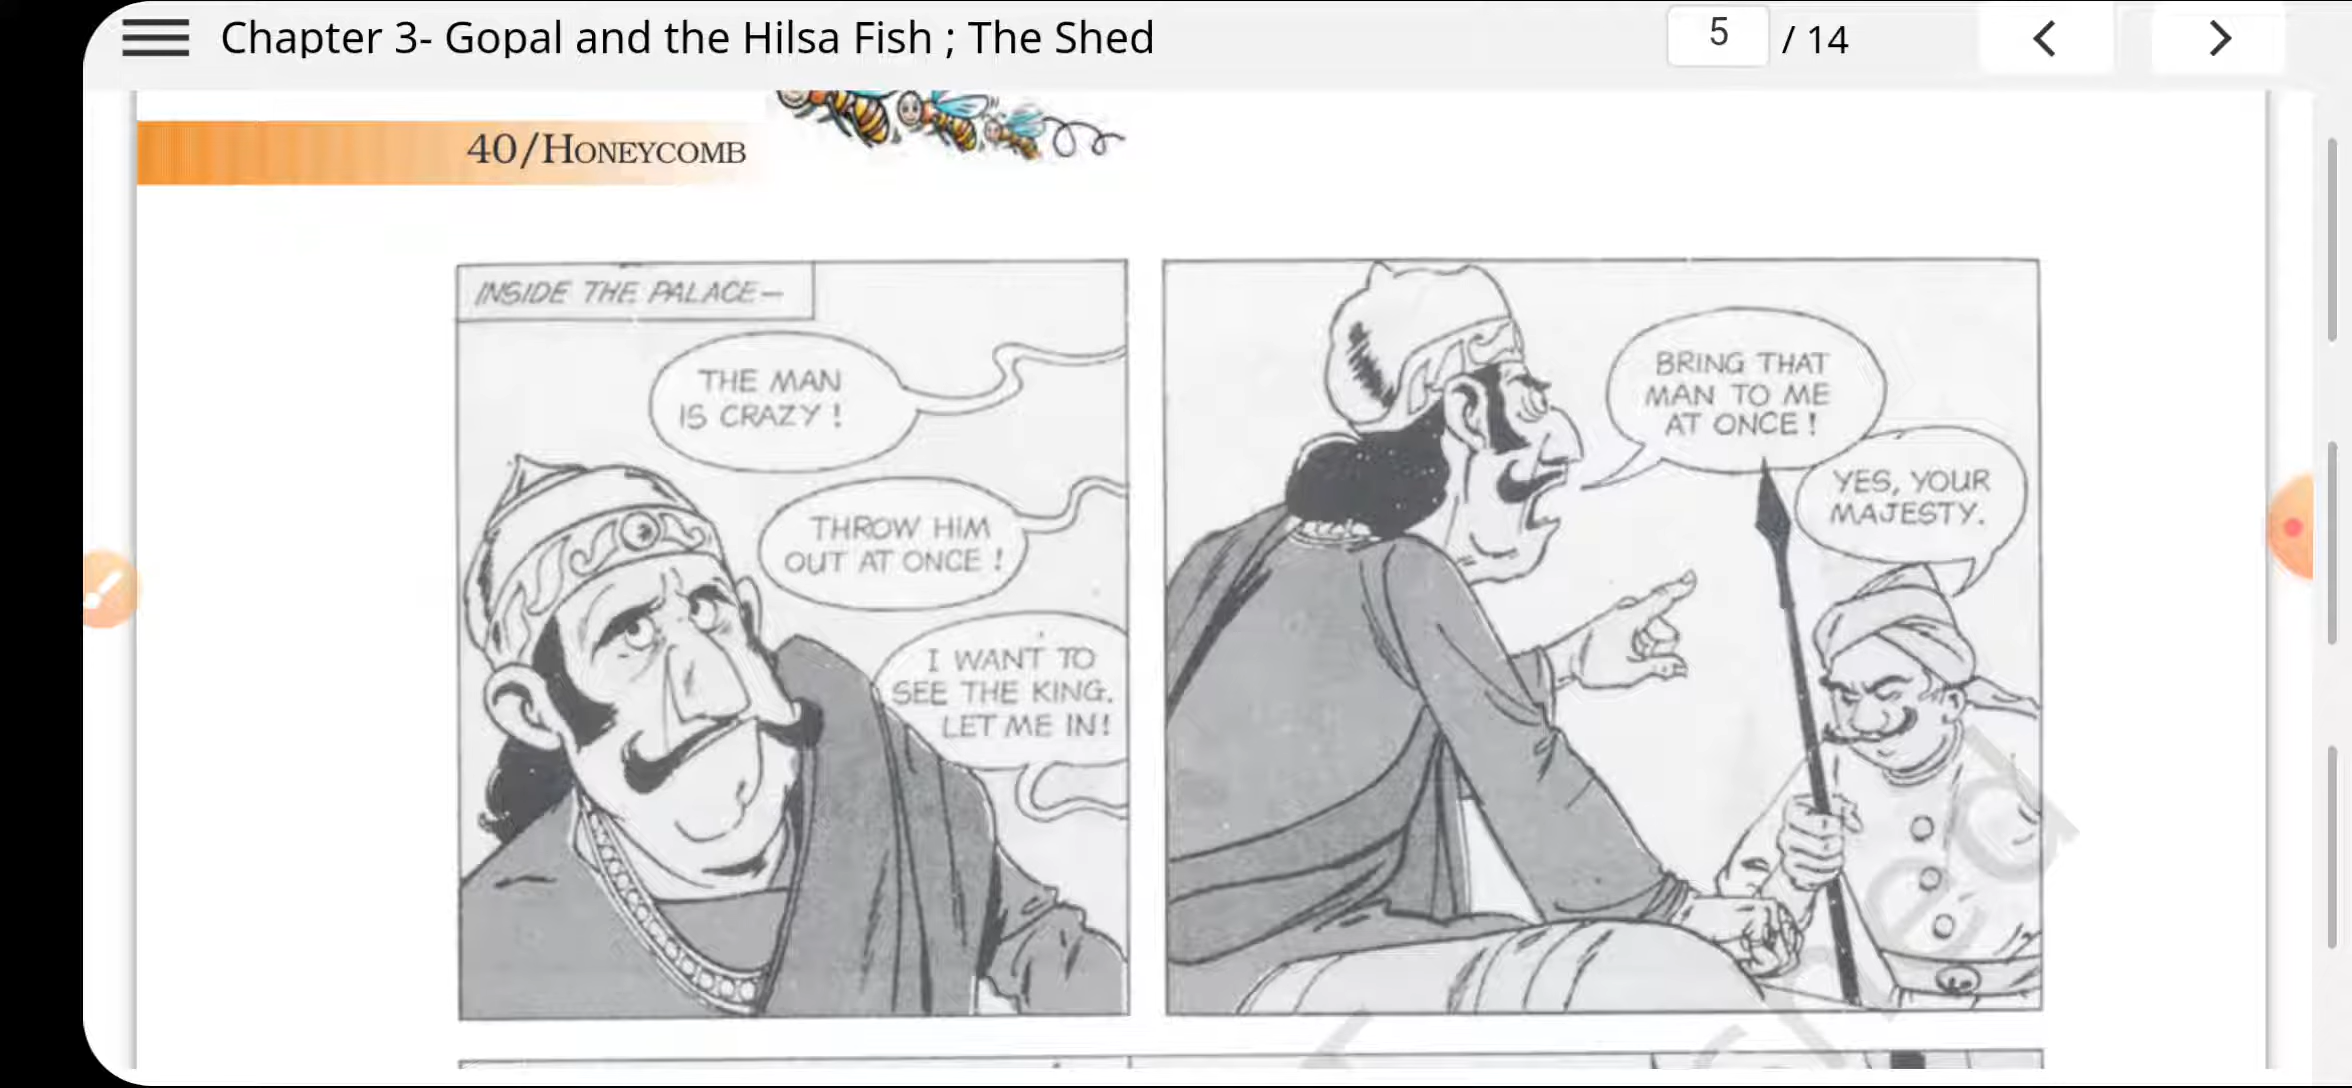 Chapter 3- Gopal and the Hilsa Fish ; The Shed
5 / 14
40/HONEYCOMB
INSIDE THE PALACE—
THE MAN
IS CRAZY!
THROW HIM
OUT AT ONCE!
I WANT TO
SEE THE KING.
LET ME IN!
BRING THAT
MAN TO ME
AT ONCE!
YES, YOUR
MAJESTY.